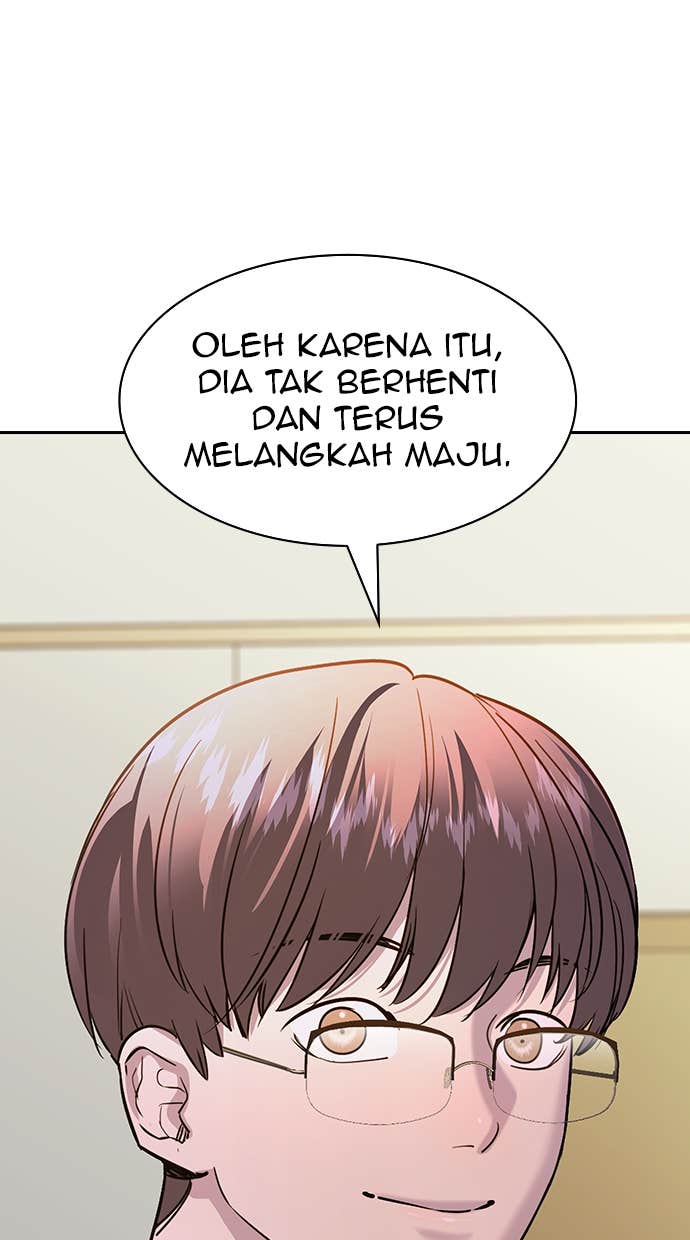 OLEH KARENA ITU,
DIA TAK BERHENTI
DAN TERUS
MELANGKAH MAJU.